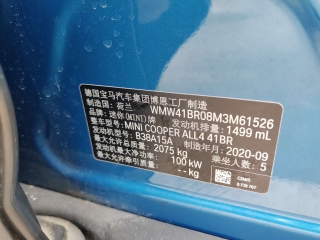 德国宝马汽车集团博恩工厂制造
制造国: 荷兰 WMW41BR08M3M61526
品牌: 迷你(MINI)牌 发动机排量: 1499 mL
整车型号: MINI COOPER ALL4 41BR
发动机型号: B38A15A 制造年月: 2020-09
最大允许总质量: 2075 kg 乘坐人数: 5
发动机最大净功率: 100 kW
最大允许牵引质量: -- kg